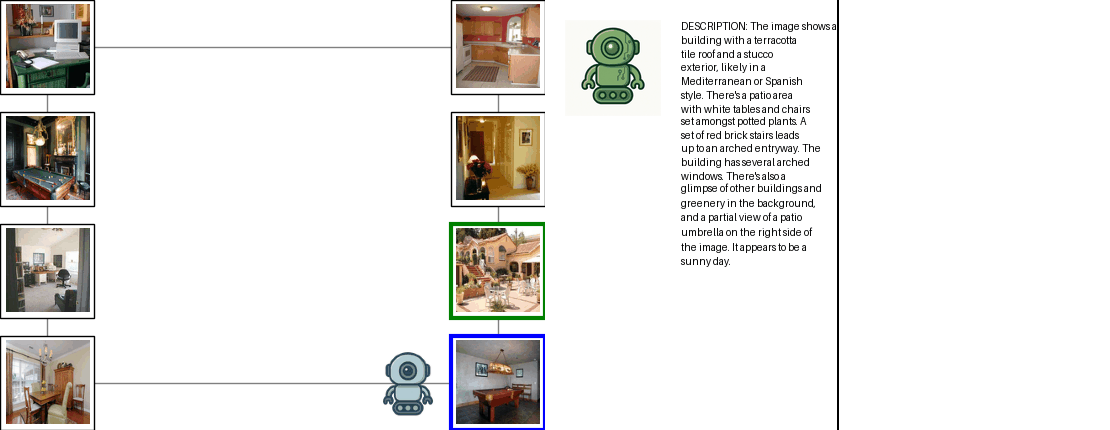 DESCRIPTION: The image shows a
building with a terracotta
tile roof and a stucco
exterior, likely in a
Mediterranean or Spanish
style. There's a patio area
with white tables and chairs
set amongst potted plants. A
set of red brick stairs leads
up to an arched entryway. The
building has several arched
windows. There's also a
glimpse of other buildings and
greenery in the background,
and a partial view of a patio
umbrella on the right side of
the image. It appears to be a
sunny day.